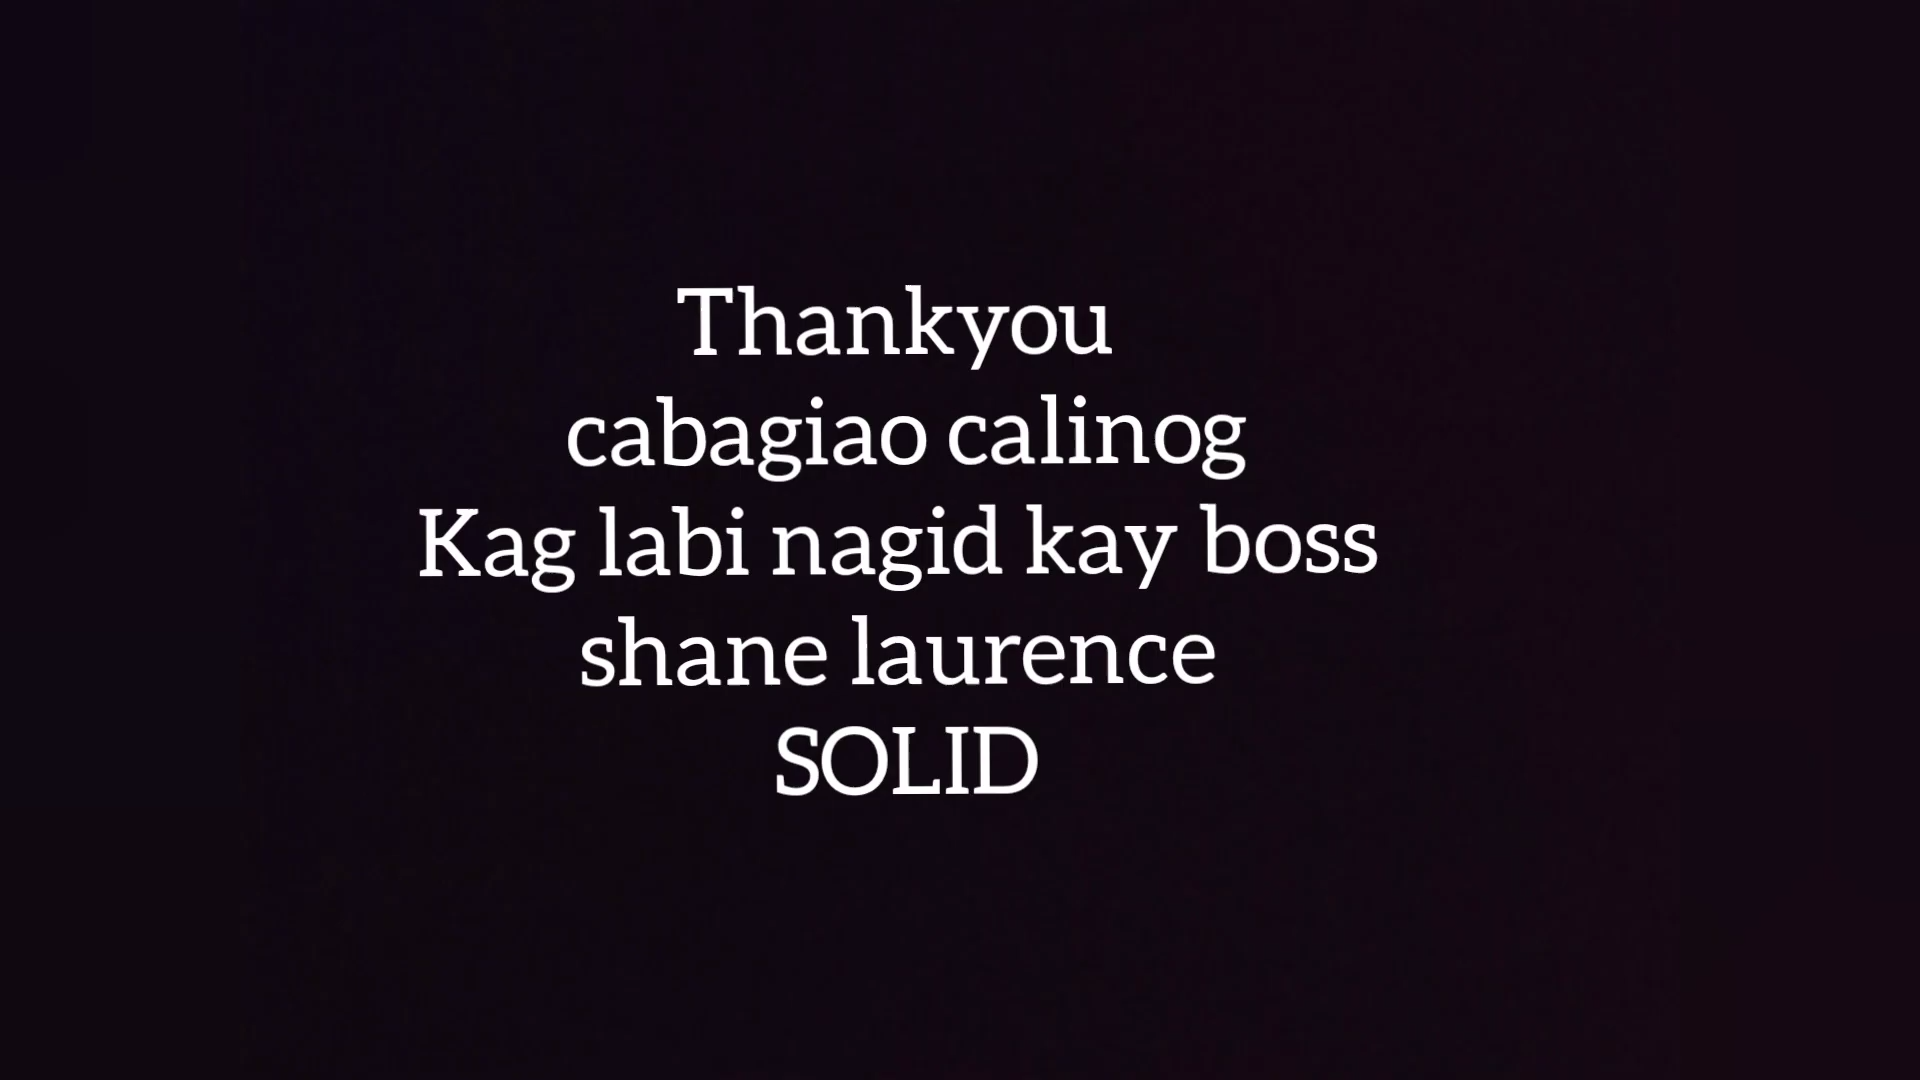 Thankyou
cabagiao calinog
Kag labi nagid kay boss
shane laurence
SOLID